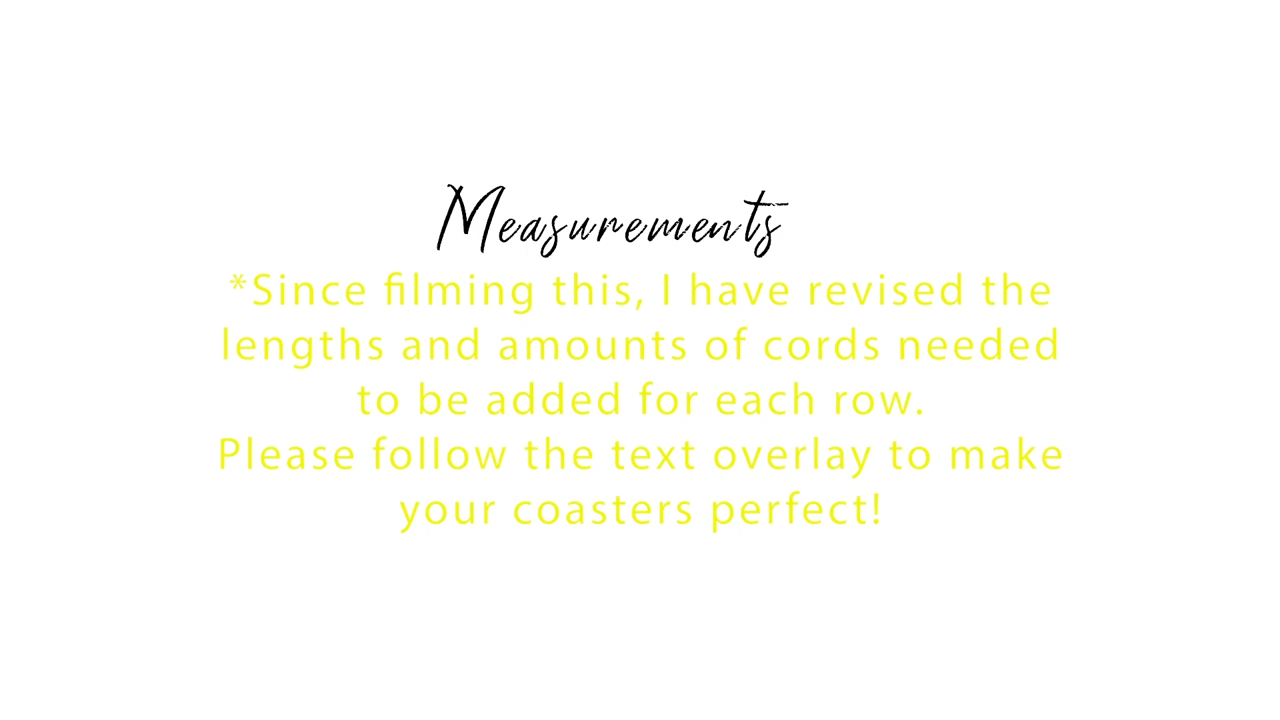 Measurements
*Since filming this, I have revised the
lengths and amounts of cords needed
to be added for each row.
Please follow the text overlay to make
your coasters perfect!